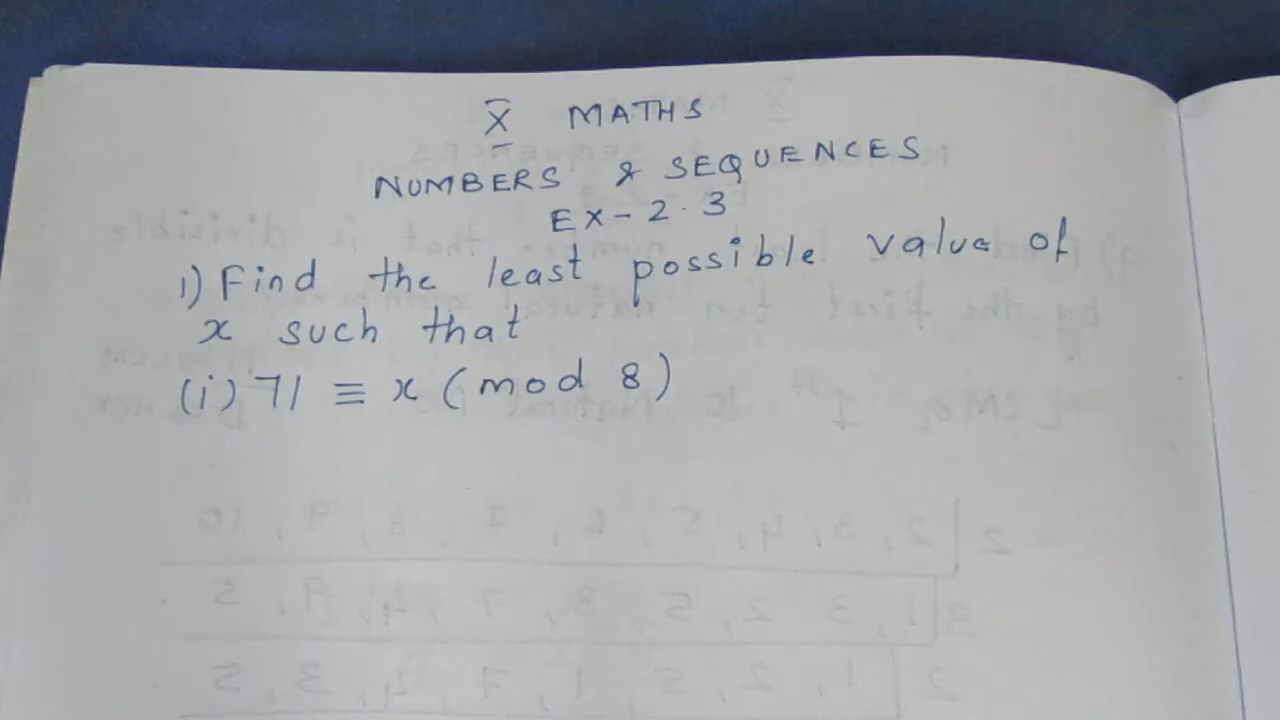 X MATHS
NUMBERS & SEQUENCES
EX-2.3
1) Find the least possible value of
x such that
(i) 71 ≡ x (mod 8)